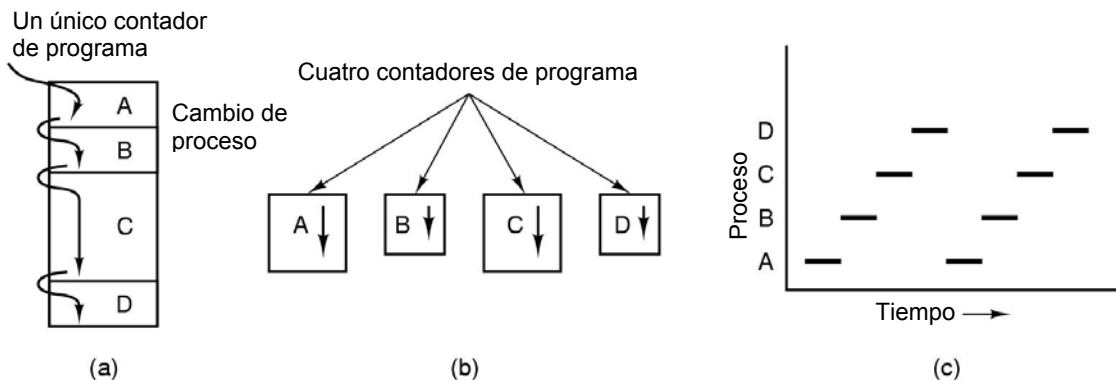 Un único contador
de programa
A
B
C
D
Cambio de
proceso
(a)
Cuatro contadores de programa
A
B
C
D
(b)
Proceso
D
C
B
A
Tiempo
(c)